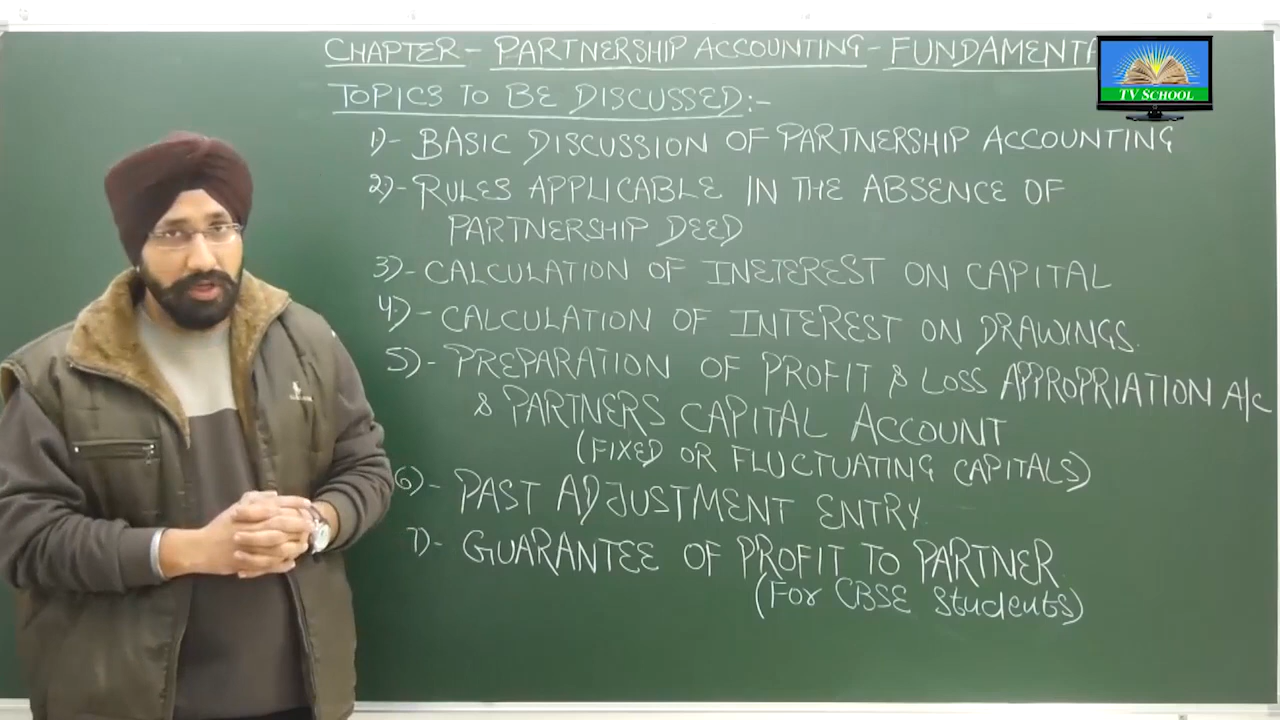 CHAPTER - PARTNERSHIP ACCOUNTING - FUNDAMENTA
TV SCHOOL
TOPICS TO BE DISCUSSED:-
1)- BASIC DISCUSSION OF PARTNERSHIP ACCOUNTING
2)- RULES APPLICABLE IN THE ABSENCE OF
PARTNERSHIP DEED
3)- CALCULATION OF INETEREST ON CAPITAL
4)- CALCULATION OF INTEREST ON DRAWINGS.
5)- PREPARATION OF PROFIT & LOSS APPROPRIATION A/C
& PARTNERS CAPITAL ACCOUNT
(FIXED OR FLUCTUATING CAPITALS)
6)- PAST ADJUSTMENT ENTRY.
7)- GUARANTEE OF PROFIT TO PARTNER
(For CBSE Students)